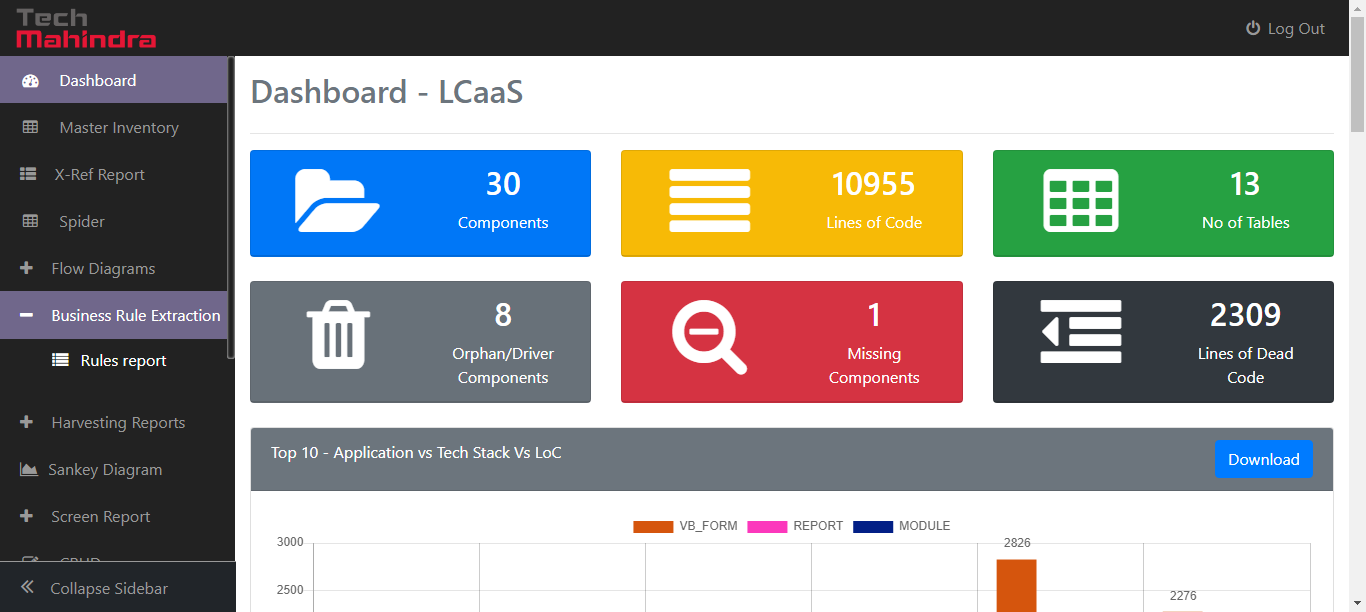 Tech
Mahindra
Log Out
Dashboard
Master Inventory
X-Ref Report
Spider
Flow Diagrams
Business Rule Extraction
Rules report
Harvesting Reports
Sankey Diagram
Screen Report
Collapse Sidebar
Dashboard - LCaaS
30
Components
10955
Lines of Code
13
No of Tables
8
Orphan/Driver
Components
1
Missing
Components
2309
Lines of Dead
Code
Top 10 - Application vs Tech Stack Vs LoC
Download
VB_FORM REPORT MODULE
3000
2826
2500
2276